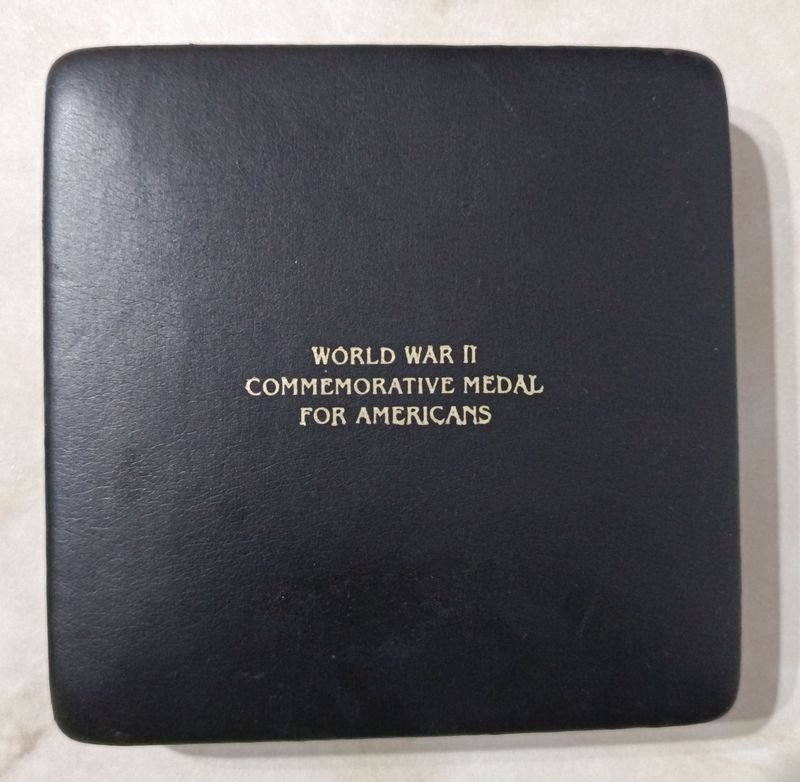 WORLD WAR II
COMMEMORATIVE MEDAL
FOR AMERICANS